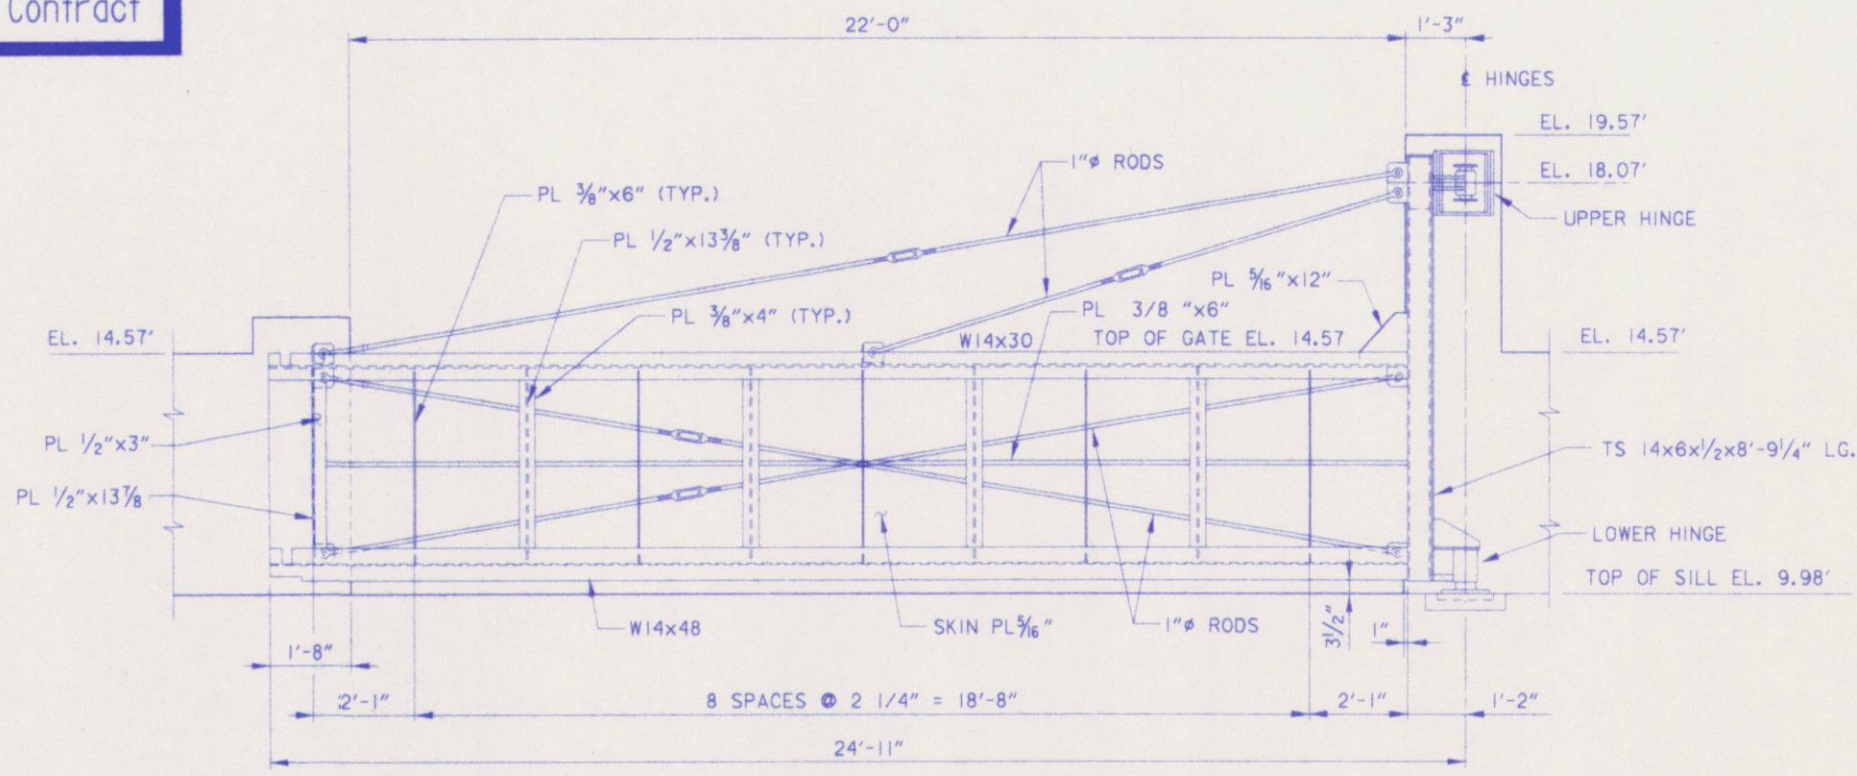 Contract
22'-0"
1'-3"
℄ HINGES
EL. 19.57'
1"ø RODS
EL. 18.07'
PL 3/8"x6" (TYP.)
UPPER HINGE
PL 1/2"x13 3/8" (TYP.)
PL 5/16"x12"
PL 3/8"x4" (TYP.)
PL 3/8 "x6"
EL. 14.57'
W14x30
TOP OF GATE EL. 14.57
EL. 14.57'
PL 1/2"x3"
TS 14x6x1/2x8'-9 1/4" LG.
PL 1/2"x13 7/8
LOWER HINGE
TOP OF SILL EL. 9.98'
W14x48
SKIN PL 5/16"
1"ø RODS
3 1/2"
1"
1'-8"
2'-1"
8 SPACES @ 2 1/4" = 18'-8"
2'-1"
1'-2"
24'-11"